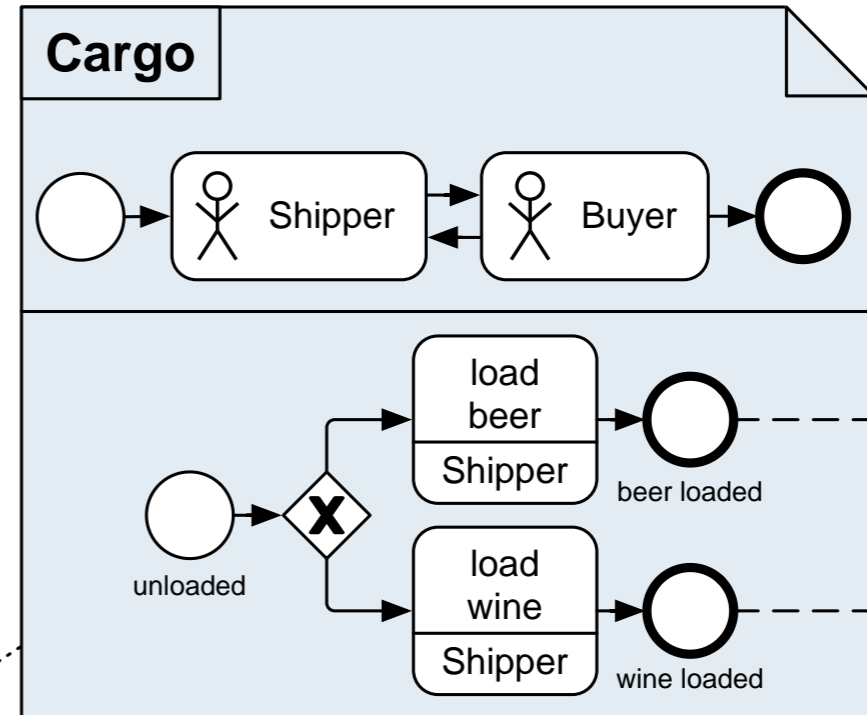 Cargo
Shipper
Buyer
load
beer
Shipper
beer loaded
X
unloaded
load
wine
Shipper
wine loaded